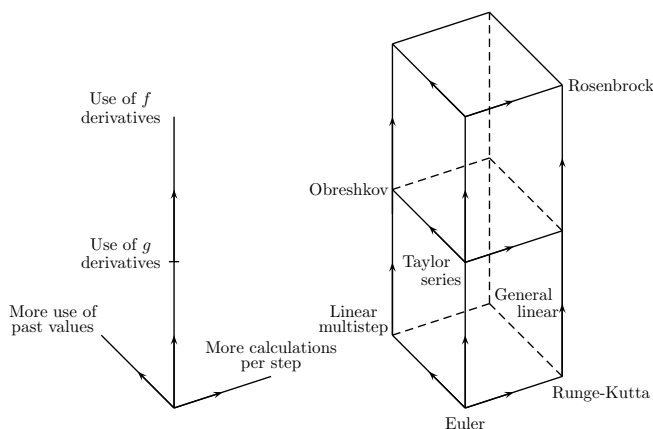 Use of f
derivatives
Use of g
derivatives
More use of
past values
More calculations
per step
Rosenbrock
Obreshkov
Taylor
series
General
linear
Linear
multistep
Runge-Kutta
Euler